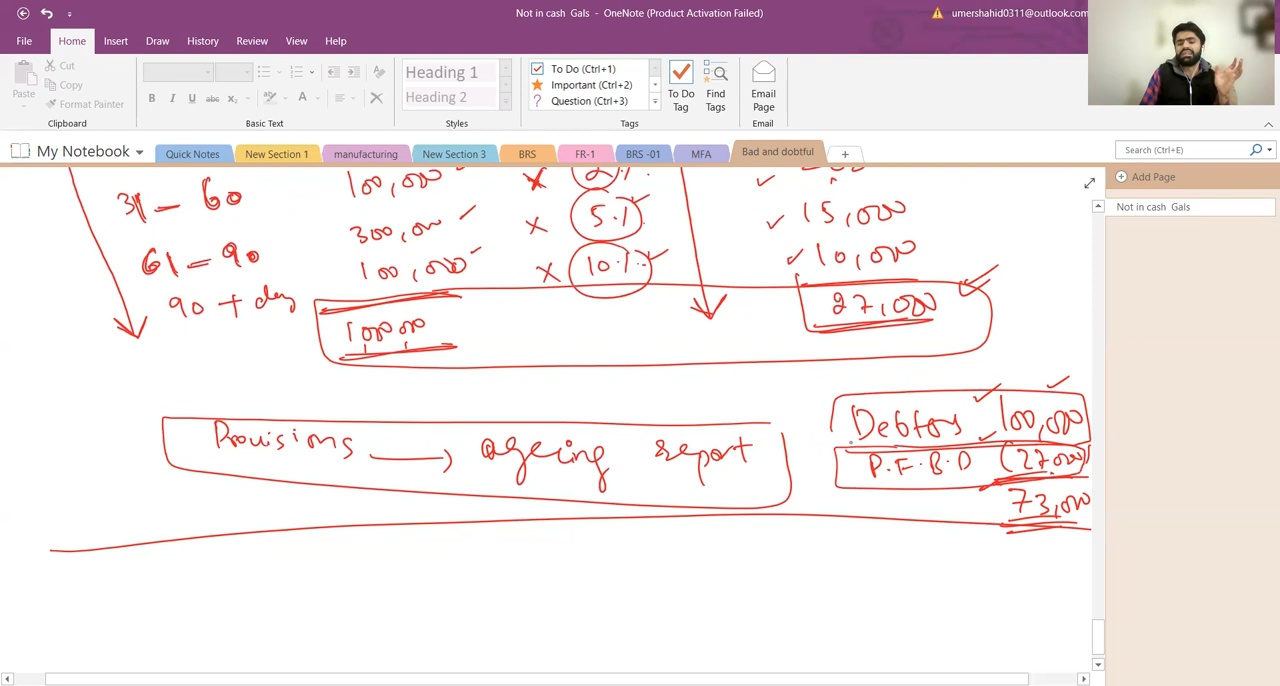 Not in cash Gals - OneNote (Product Activation Failed)
umershahid0311@outlook.com
File Home Insert Draw History Review View Help
Paste
Cut
Copy
Format Painter
Clipboard
B I U abc X₂ A
Basic Text
Heading 1
Heading 2
Styles
To Do (Ctrl+1)
Important (Ctrl+2)
Question (Ctrl+3)
To Do Tag
Find Tags
Tags
Email Page
Email
My Notebook Quick Notes New Section 1 manufacturing New Section 3 BRS FR-1 BRS -01 MFA Bad and dobtful
Search (Ctrl+E)
Add Page
Not in cash Gals
31 - 60 100,000 x 2%
300,000 x 5% 15,000
61 - 90 100,000 x 10% 10,000
90 + day
27,000
Provisions → ageing report
Debtors 100,000
P.F.B.D (27,000)
73,000